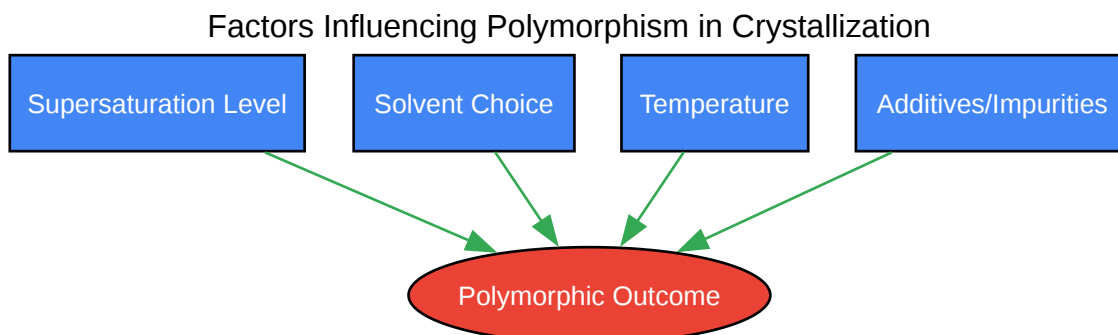 Factors Influencing Polymorphism in Crystallization
Supersaturation Level
Solvent Choice
Temperature
Additives/Impurities
Polymorphic Outcome